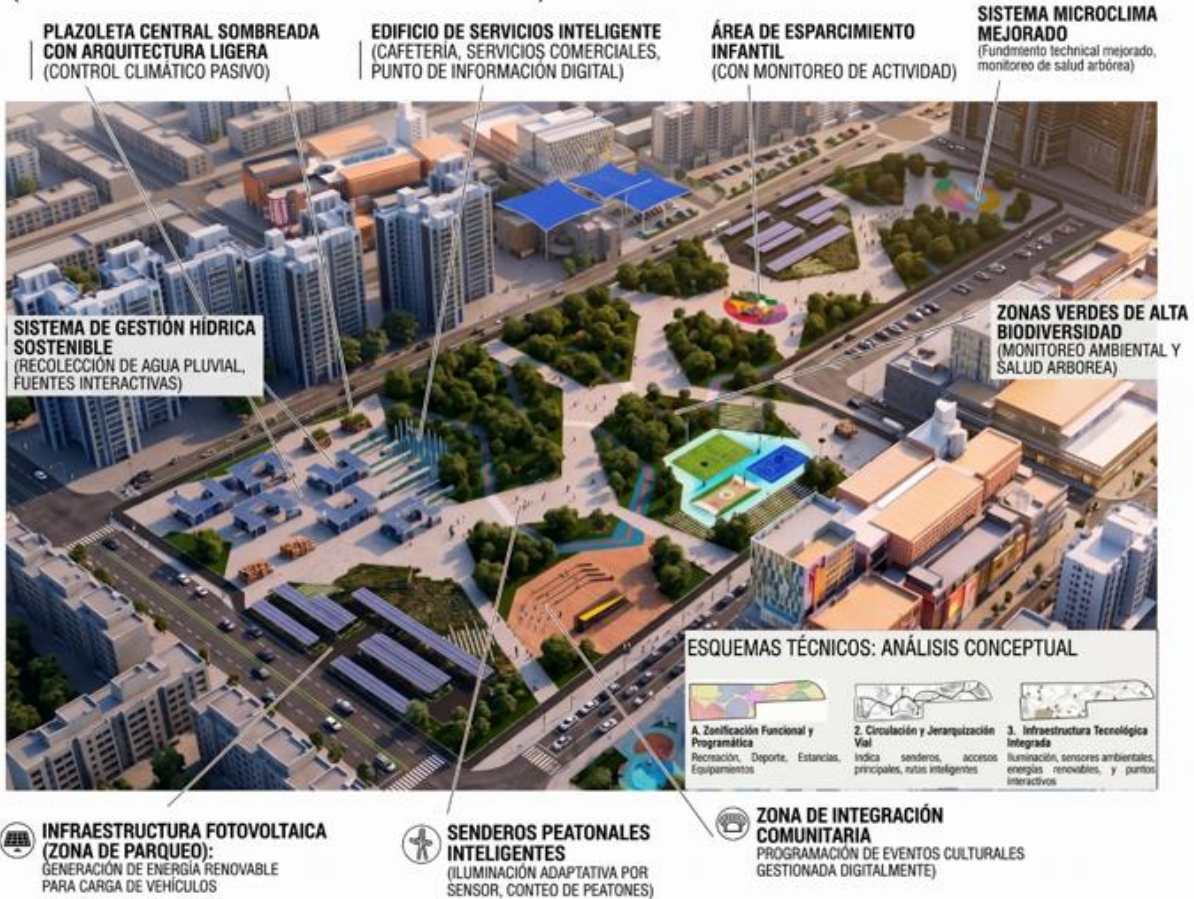 PLAZOLETA CENTRAL SOMBREADA
CON ARQUITECTURA LIGERA
(CONTROL CLIMÁTICO PASIVO)
EDIFICIO DE SERVICIOS INTELIGENTE
(CAFETERÍA, SERVICIOS COMERCIALES,
PUNTO DE INFORMACIÓN DIGITAL)
ÁREA DE ESPARCIMIENTO
INFANTIL
(CON MONITOREO DE ACTIVIDAD)
SISTEMA MICROCLIMA
MEJORADO
(Fundmiento technical mejorado,
monitoreo de salud arbórea)
SISTEMA DE GESTIÓN HÍDRICA
SOSTENIBLE
(RECOLECCIÓN DE AGUA PLUVIAL,
FUENTES INTERACTIVAS)
ZONAS VERDES DE ALTA
BIODIVERSIDAD
(MONITOREO AMBIENTAL Y
SALUD ARBOREA)
ESQUEMAS TÉCNICOS: ANÁLISIS CONCEPTUAL
A. Zonificación Funcional y
Programática
Recreación, Deporte, Estancias,
Equipamientos
2. Circulación y Jerarquización
Vial
Indica senderos, accesos
principales, rutas inteligentes
3. Infraestructura Tecnológica
Integrada
Iluminación, sensores ambientales,
energías renovables, y puntos
interactivos
INFRAESTRUCTURA FOTOVOLTAICA
(ZONA DE PARQUEO):
GENERACIÓN DE ENERGÍA RENOVABLE
PARA CARGA DE VEHÍCULOS
SENDEROS PEATONALES
INTELIGENTES
(ILUMINACIÓN ADAPTATIVA POR
SENSOR, CONTEO DE PEATONES)
ZONA DE INTEGRACIÓN
COMUNITARIA
PROGRAMACIÓN DE EVENTOS CULTURALES
GESTIONADA DIGITALMENTE)